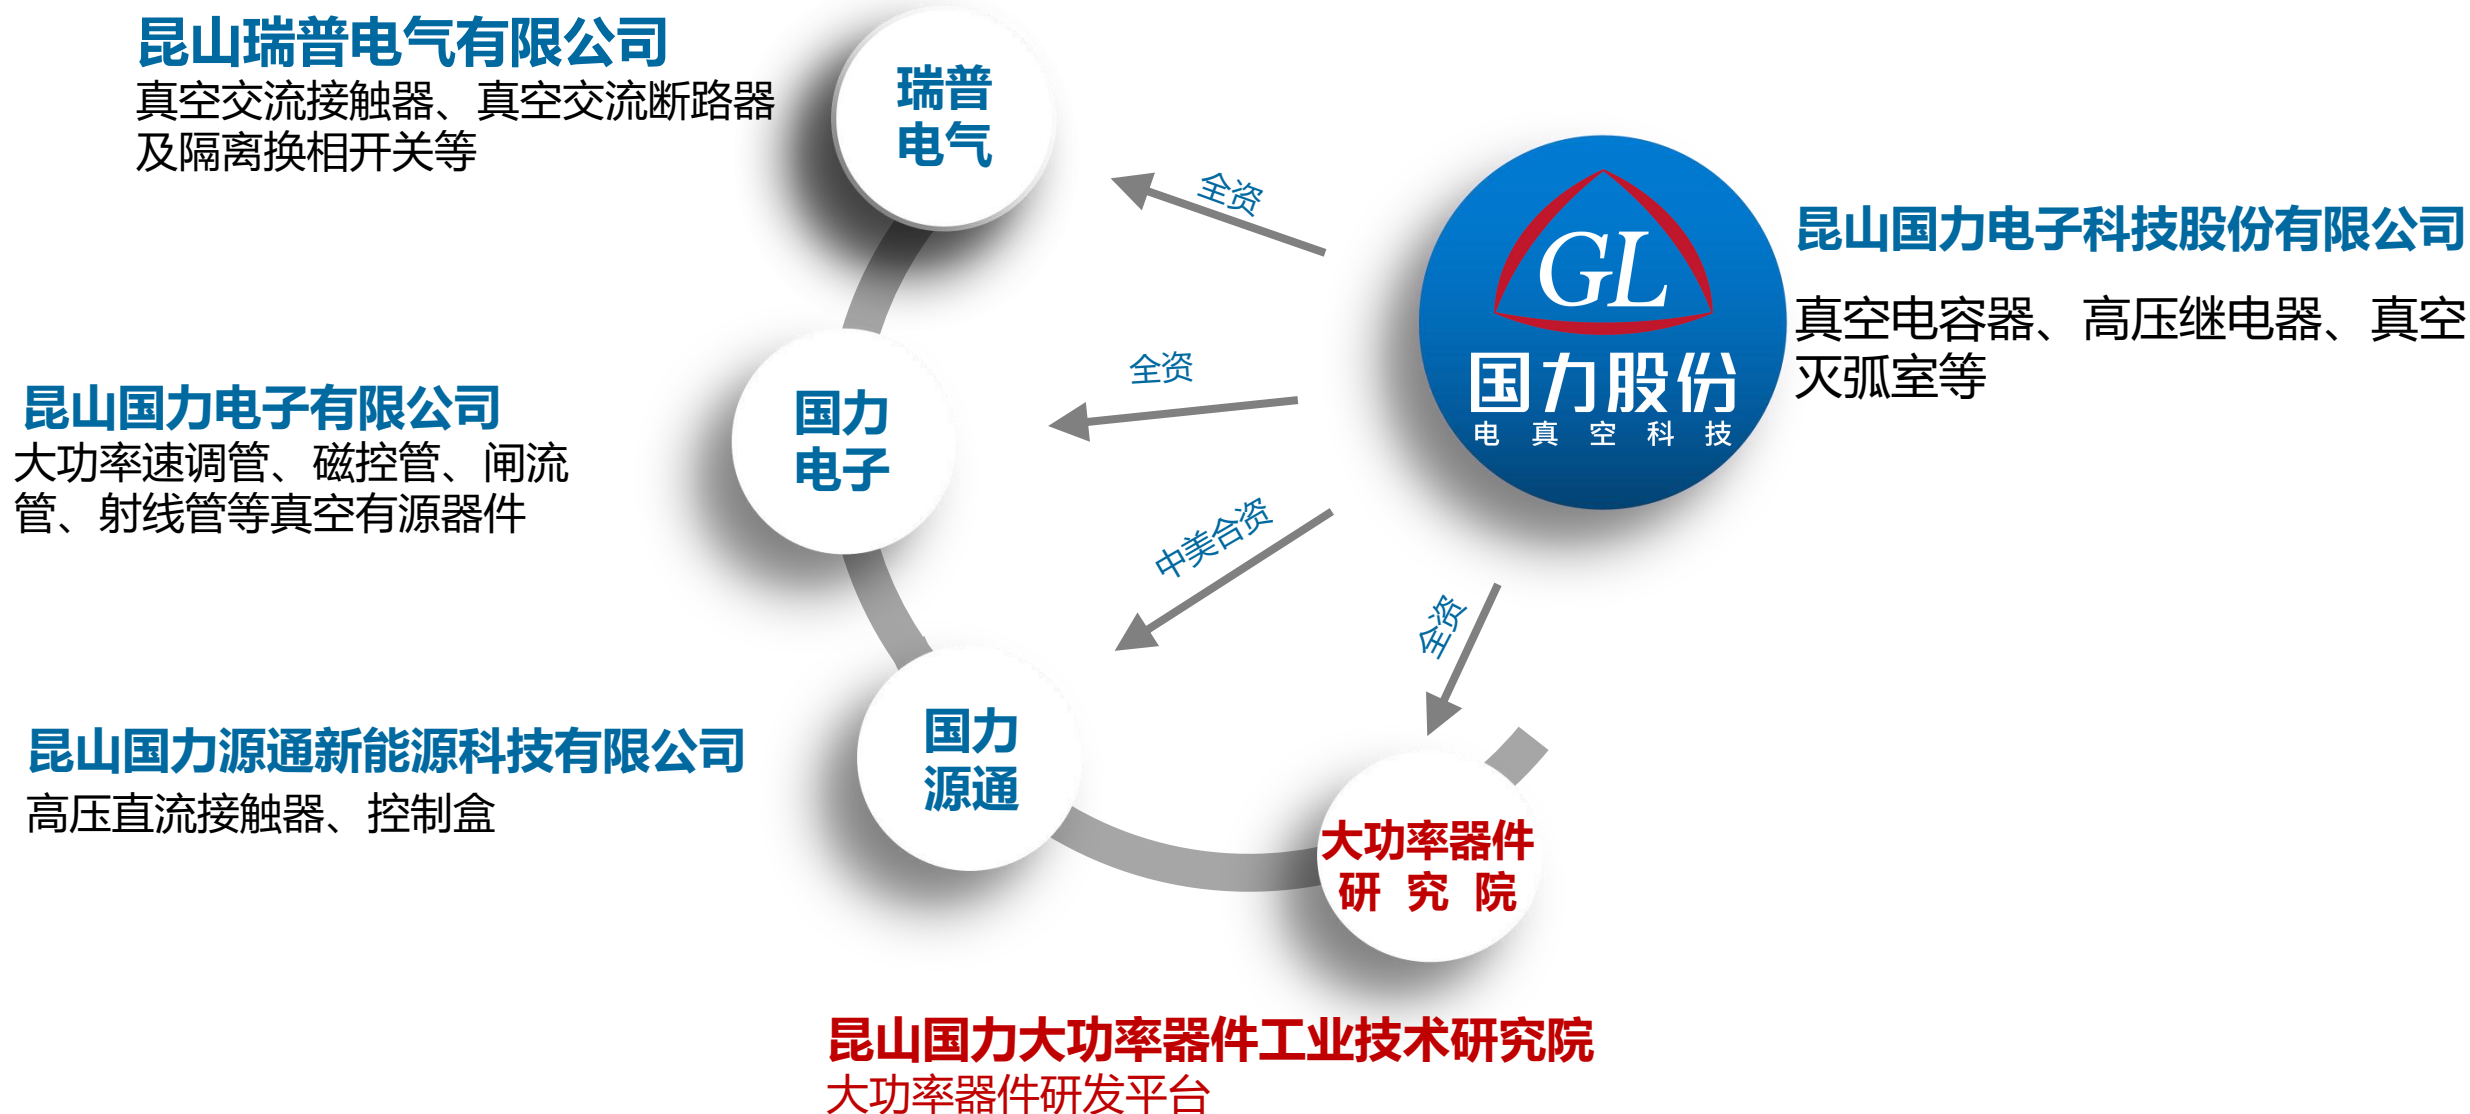 昆山瑞普电气有限公司
真空交流接触器、真空交流断路器
及隔离换相开关等
瑞普
电气
全资
GL
国力股份
电真空科技
昆山国力电子科技股份有限公司
真空电容器、高压继电器、真空
灭弧室等
全资
昆山国力电子有限公司
大功率速调管、磁控管、闸流
管、射线管等真空有源器件
国力
电子
中美合资
全资
昆山国力源通新能源科技有限公司
高压直流接触器、控制盒
国力
源通
大功率器件
研 究 院
昆山国力大功率器件工业技术研究院
大功率器件研发平台